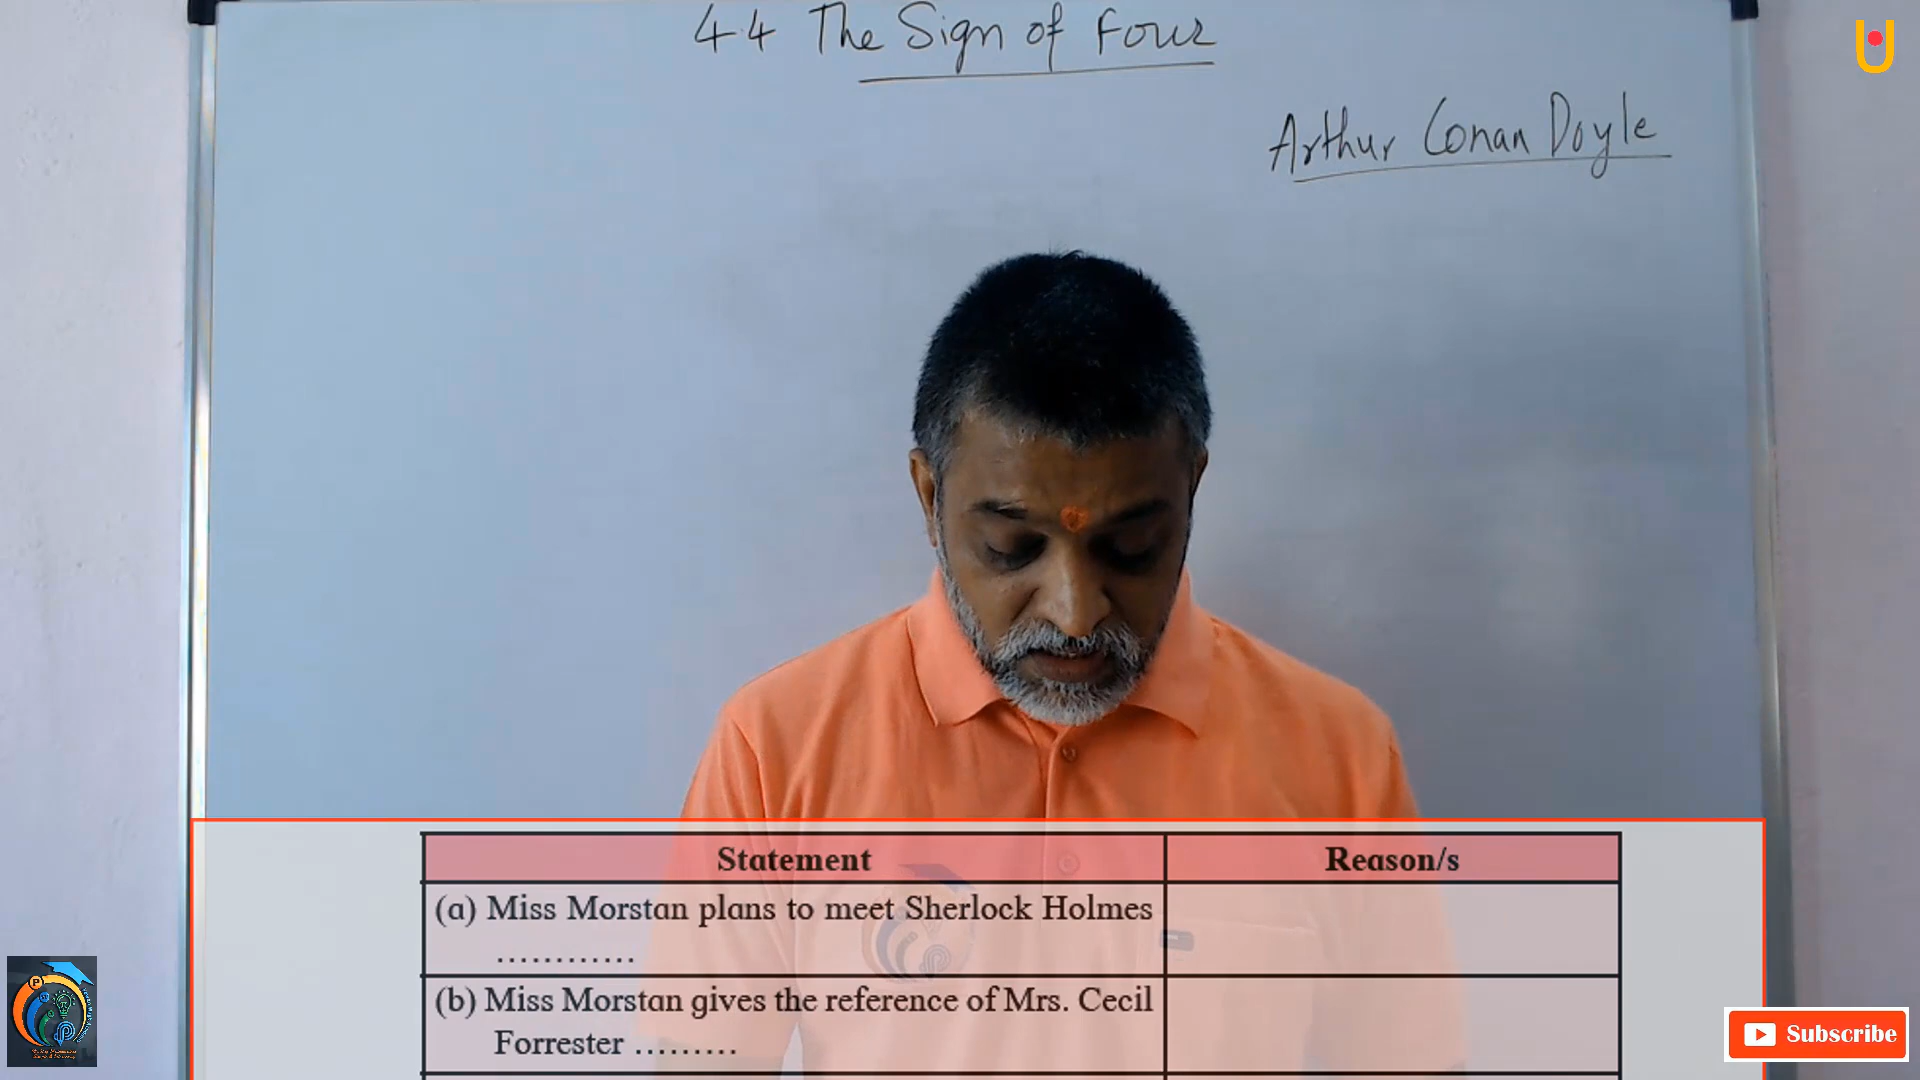 4.4 The Sign of Four
Arthur Conan Doyle
Statement
Reason/s
(a) Miss Morstan plans to meet Sherlock Holmes
............
(b) Miss Morstan gives the reference of Mrs. Cecil
Forrester .........
Subscribe